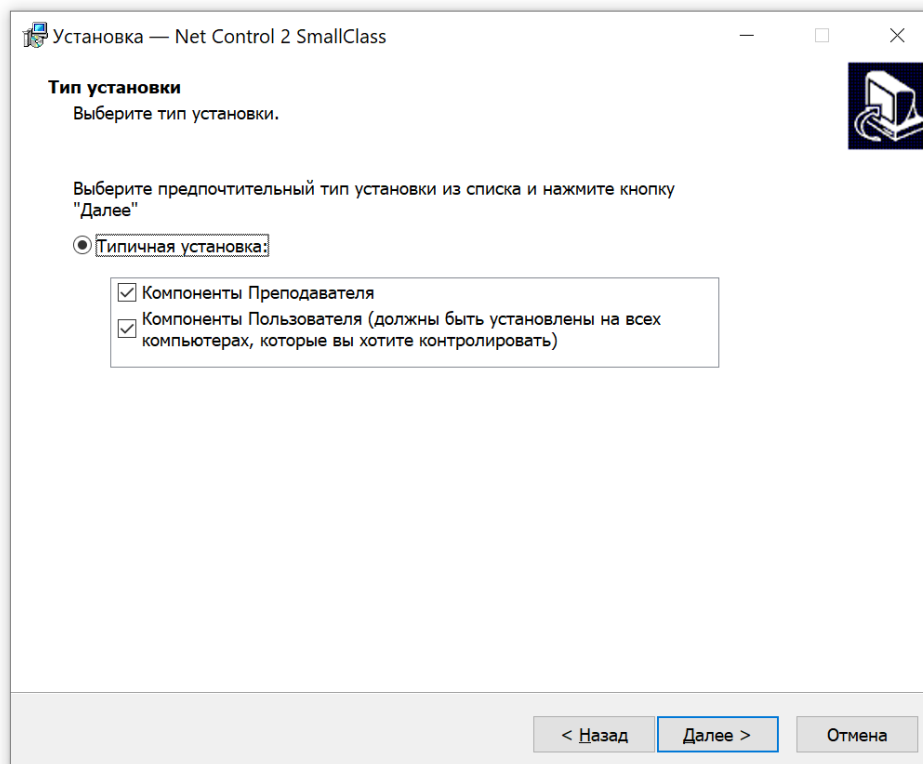 Установка — Net Control 2 SmallClass
Тип установки
Выберите тип установки.
Выберите предпочтительный тип установки из списка и нажмите кнопку
"Далее"
Типичная установка:
Компоненты Преподавателя
Компоненты Пользователя (должны быть установлены на всех
компьютерах, которые вы хотите контролировать)
< Назад
Далее >
Отмена